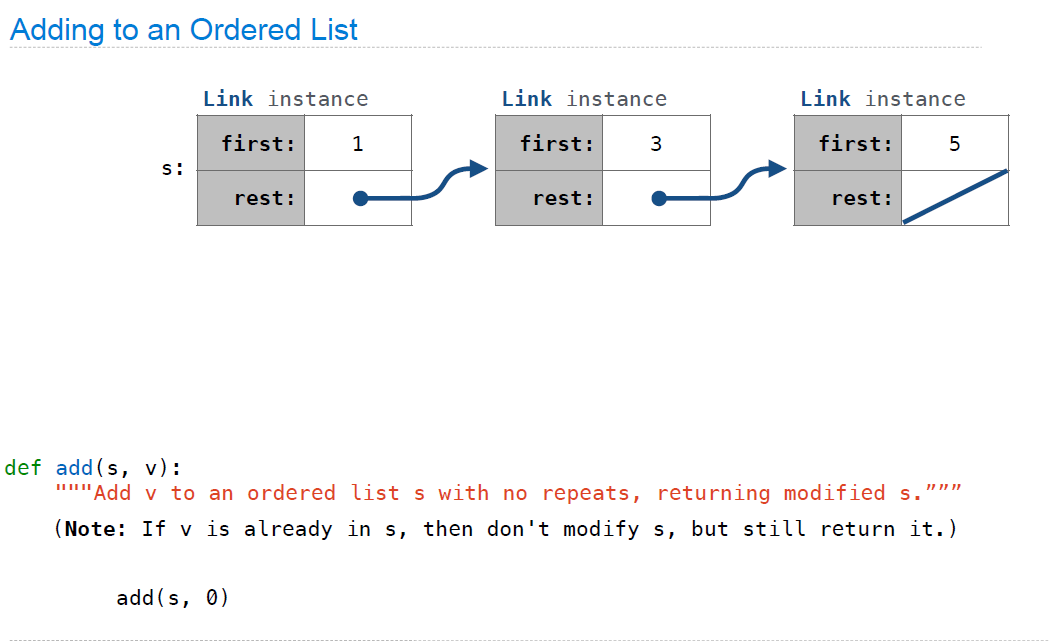 Adding to an Ordered List
Link instance Link instance Link instance
first: 1 first: 3 first: 5
s:
rest: rest: rest:
def add(s, v):
"""Add v to an ordered list s with no repeats, returning modified s.”””
(Note: If v is already in s, then don't modify s, but still return it.)
add(s, 0)